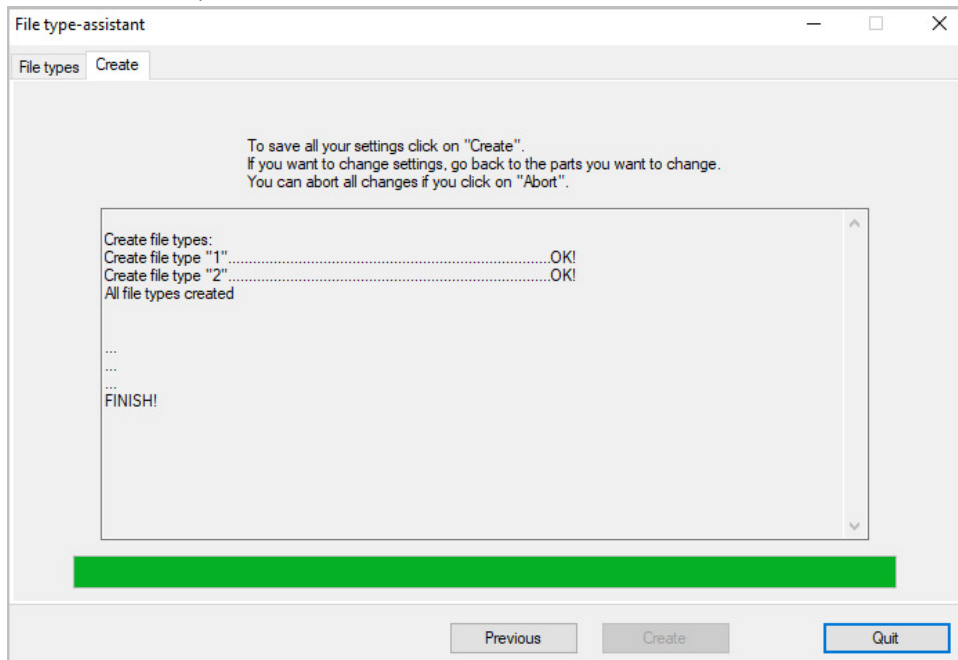 File type-assistant
File types Create
To save all your settings click on "Create".
If you want to change settings, go back to the parts you want to change.
You can abort all changes if you click on "Abort".
Create file types:
Create file type "1"......................................................................OK!
Create file type "2"......................................................................OK!
All file types created
...
...
...
FINISH!
Previous Create Quit